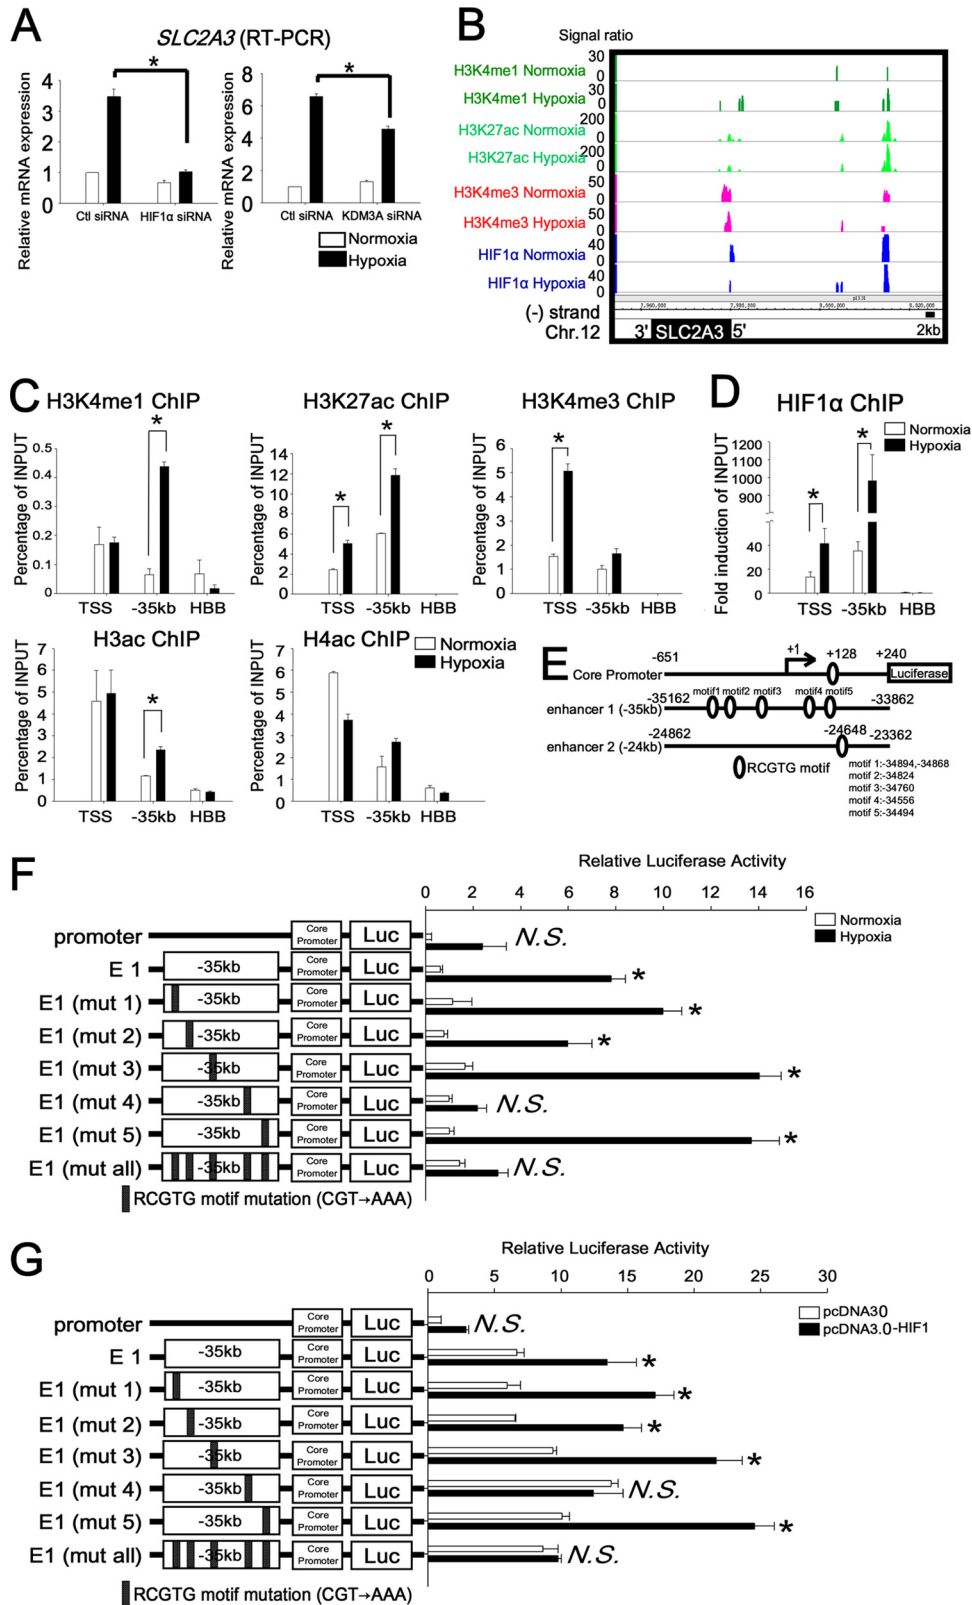 A
SLC2A3 (RT-PCR)
Relative mRNA expression
4
3
2
1
0
*
Ctl siRNA HIF1α siRNA
Relative mRNA expression
8
6
4
2
1
0
*
Ctl siRNA KDM3A siRNA
Normoxia
Hypoxia
B
Signal ratio
H3K4me1 Normoxia 30 0
H3K4me1 Hypoxia 30 0
H3K27ac Normoxia 200 0
H3K27ac Hypoxia 200 0
H3K4me3 Normoxia 50 0
H3K4me3 Hypoxia 50 0
HIF1α Normoxia 40 0
HIF1α Hypoxia 40 0
7,960,000 7,980,000 8,000,000 8,020,000
(-) strand
Chr.12 3' SLC2A3 5' 2kb
C
H3K4me1 ChIP
Percentage of INPUT
0.5
0.4
0.3
0.2
0.1
0
*
TSS -35kb HBB
H3K27ac ChIP
Percentage of INPUT
14
12
10
8
6
4
2
0
* *
TSS -35kb HBB
H3K4me3 ChIP
Percentage of INPUT
6
5
4
3
2
1
0
*
TSS -35kb HBB
D
HIF1α ChIP
Normoxia
Hypoxia
Fold induction of INPUT
1200
1100
1000
900
40
20
0
* *
TSS -35kb HBB
H3ac ChIP
Percentage of INPUT
7
6
5
4
3
2
1
0
*
TSS -35kb HBB
H4ac ChIP
Normoxia
Hypoxia
Percentage of INPUT
7
6
5
4
3
2
1
0
TSS -35kb HBB
E
-651 +1 +128 +240
Core Promoter Luciferase
-35162 motif1 motif2 motif3 motif4 motif5 -33862
enhancer 1 (-35kb)
-24862 -24648 -23362
enhancer 2 (-24kb)
RCGTG motif
motif 1:-34894,-34868
motif 2:-34824
motif 3:-34760
motif 4:-34556
motif 5:-34494
F
Relative Luciferase Activity
0 2 4 6 8 10 12 14 16
Normoxia
Hypoxia
promoter Core Promoter Luc N.S.
E 1 -35kb Core Promoter Luc *
E1 (mut 1) -35kb Core Promoter Luc *
E1 (mut 2) -35kb Core Promoter Luc *
E1 (mut 3) -35kb Core Promoter Luc *
E1 (mut 4) -35kb Core Promoter Luc N.S.
E1 (mut 5) -35kb Core Promoter Luc *
E1 (mut all) -35kb Core Promoter Luc N.S.
RCGTG motif mutation (CGT→AAA)
G
Relative Luciferase Activity
0 5 10 15 20 25 30
pcDNA30
pcDNA3.0-HIF1
promoter Core Promoter Luc N.S.
E 1 -35kb Core Promoter Luc *
E1 (mut 1) -35kb Core Promoter Luc *
E1 (mut 2) -35kb Core Promoter Luc *
E1 (mut 3) -35kb Core Promoter Luc *
E1 (mut 4) -35kb Core Promoter Luc N.S.
E1 (mut 5) -35kb Core Promoter Luc *
E1 (mut all) -35kb Core Promoter Luc N.S.
RCGTG motif mutation (CGT→AAA)